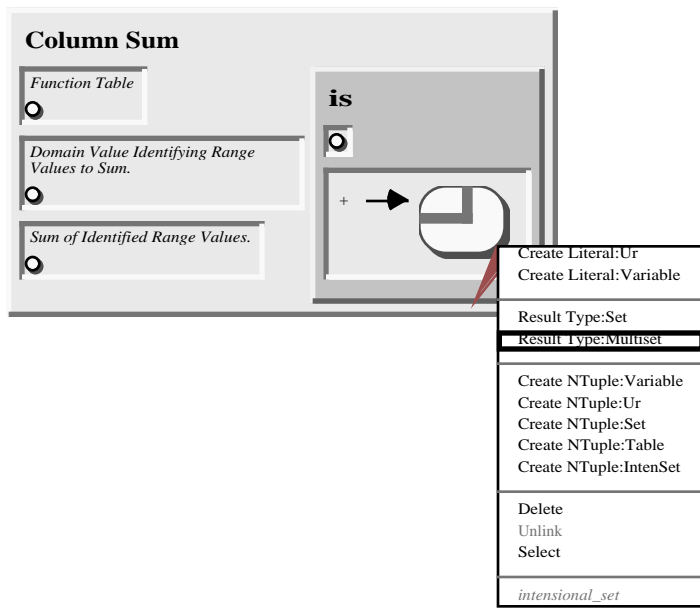 Column Sum
Function Table
Domain Value Identifying Range
Values to Sum.
Sum of Identified Range Values.
is
+
Create Literal:Ur
Create Literal:Variable
Result Type:Set
Result Type:Multiset
Create NTuple:Variable
Create NTuple:Ur
Create NTuple:Set
Create NTuple:Table
Create NTuple:IntenSet
Delete
Unlink
Select
intensional_set